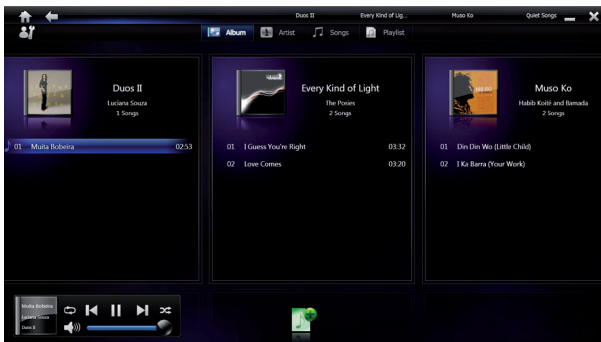 Duos II
Every Kind of Lig...
Muso Ko
Quiet Songs
Album
Artist
Songs
Playlist
Duos II
Luciana Souza
1 Songs
01 Muita Bobeira 02:53
Every Kind of Light
The Posies
2 Songs
01 I Guess You're Right 03:32
02 Love Comes 03:20
Muso Ko
Habib Koité and Bamada
2 Songs
01 Din Din Wo (Little Child)
02 I Ka Barra (Your Work)
Muita Bobeira
Luciana Souza
Duos II